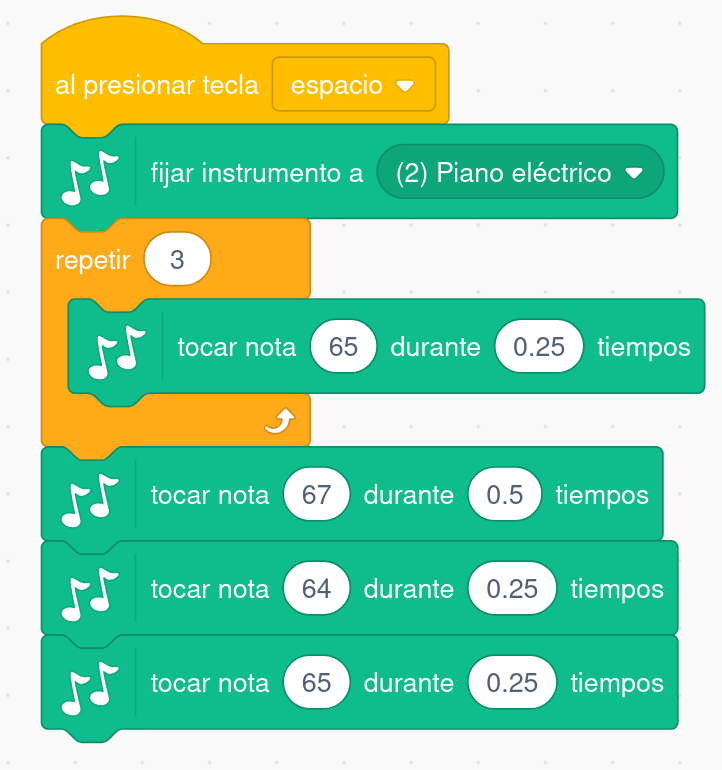 al presionar tecla espacio
fijar instrumento a (2) Piano eléctrico
repetir 3
tocar nota 65 durante 0.25 tiempos
tocar nota 67 durante 0.5 tiempos
tocar nota 64 durante 0.25 tiempos
tocar nota 65 durante 0.25 tiempos